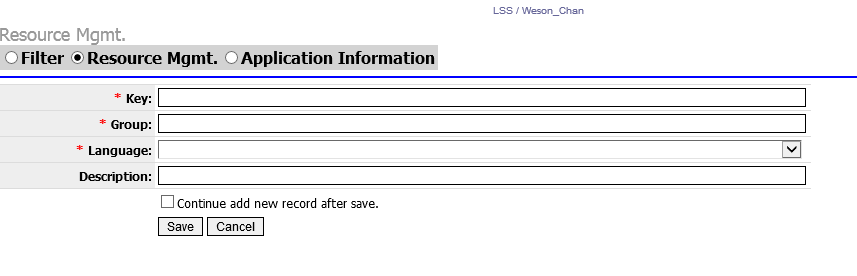 LSS / Weson_Chan
Resource Mgmt.
Filter Resource Mgmt. Application Information
* Key:
* Group:
* Language:
Description:
Continue add new record after save.
Save Cancel